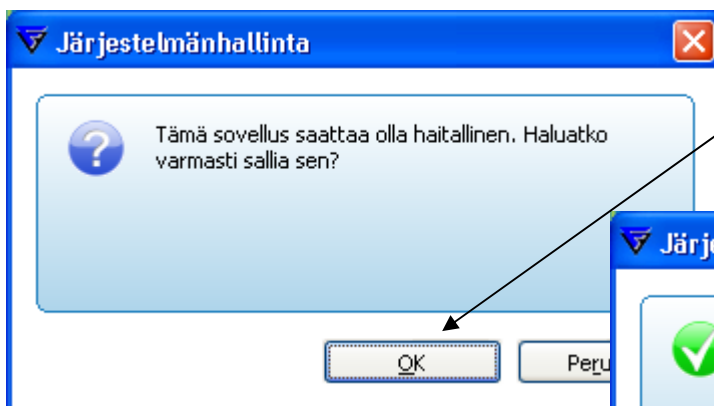 Järjestelmänhallinta
Tämä sovellus saattaa olla haitallinen. Haluatko
varmasti sallia sen?
OK